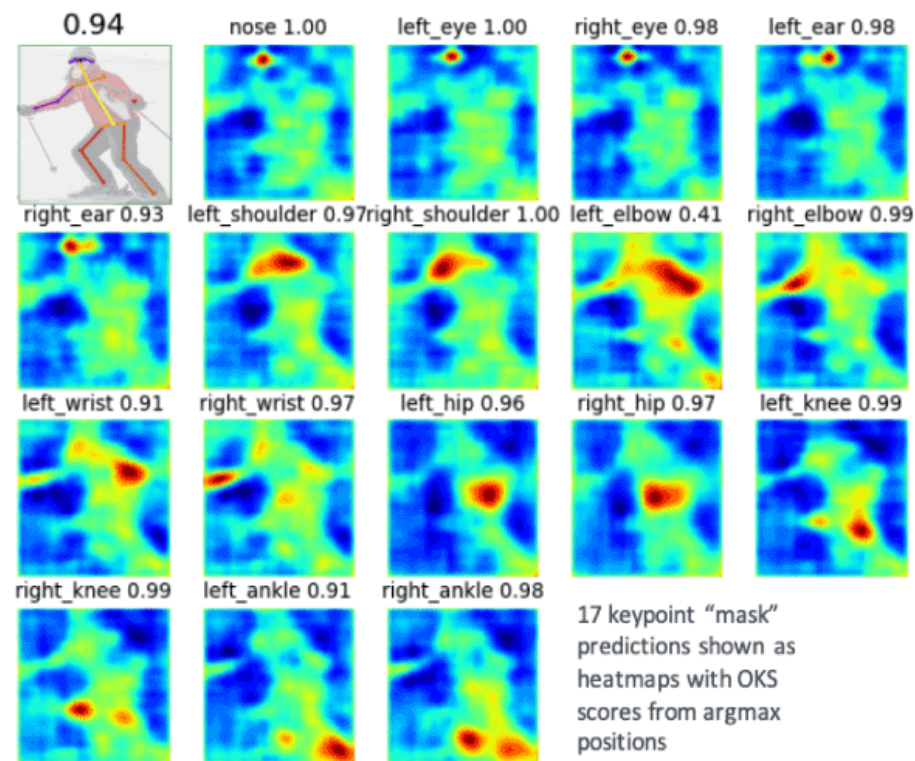 0.94
nose 1.00
left_eye 1.00
right_eye 0.98
left_ear 0.98
right_ear 0.93
left_shoulder 0.97
right_shoulder 1.00
left_elbow 0.41
right_elbow 0.99
left_wrist 0.91
right_wrist 0.97
left_hip 0.96
right_hip 0.97
left_knee 0.99
right_knee 0.99
left_ankle 0.91
right_ankle 0.98
17 keypoint “mask”
predictions shown as
heatmaps with OKS
scores from argmax
positions